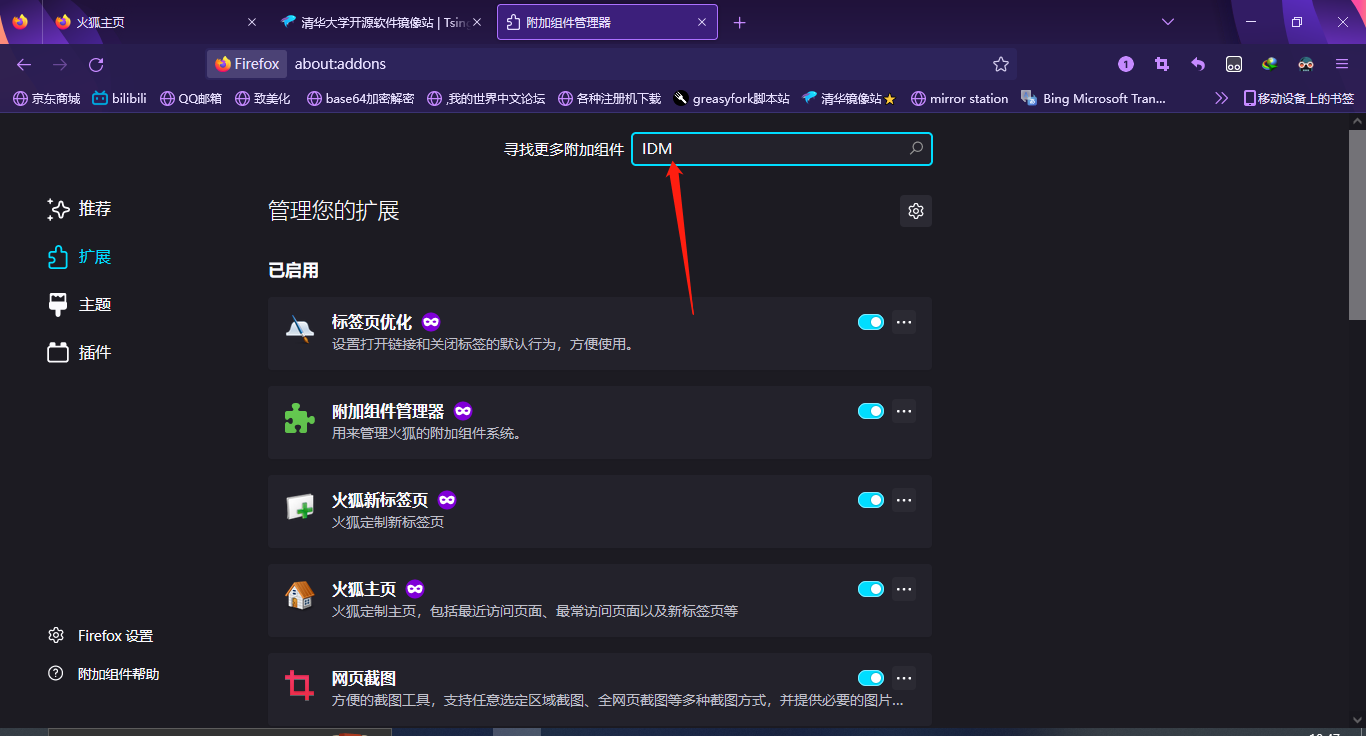 火狐主页
清华大学开源软件镜像站 | Tsing
附加组件管理器
Firefox
about:addons
1
京东商城
bilibili
QQ邮箱
致美化
base64加密解密
,我的世界中文论坛
各种注册机下载
greasyfork脚本站
清华镜像站⭐
mirror station
Bing Microsoft Tran...
移动设备上的书签
寻找更多附加组件
IDM
推荐
扩展
主题
插件
管理您的扩展
已启用
标签页优化
设置打开链接和关闭标签的默认行为，方便使用。
附加组件管理器
用来管理火狐的附加组件系统。
火狐新标签页
火狐定制新标签页
火狐主页
火狐定制主页，包括最近访问页面、最常访问页面以及新标签页等
网页截图
方便的截图工具，支持任意选定区域截图、全网页截图等多种截图方式，并提供必要的图片...
Firefox 设置
附加组件帮助